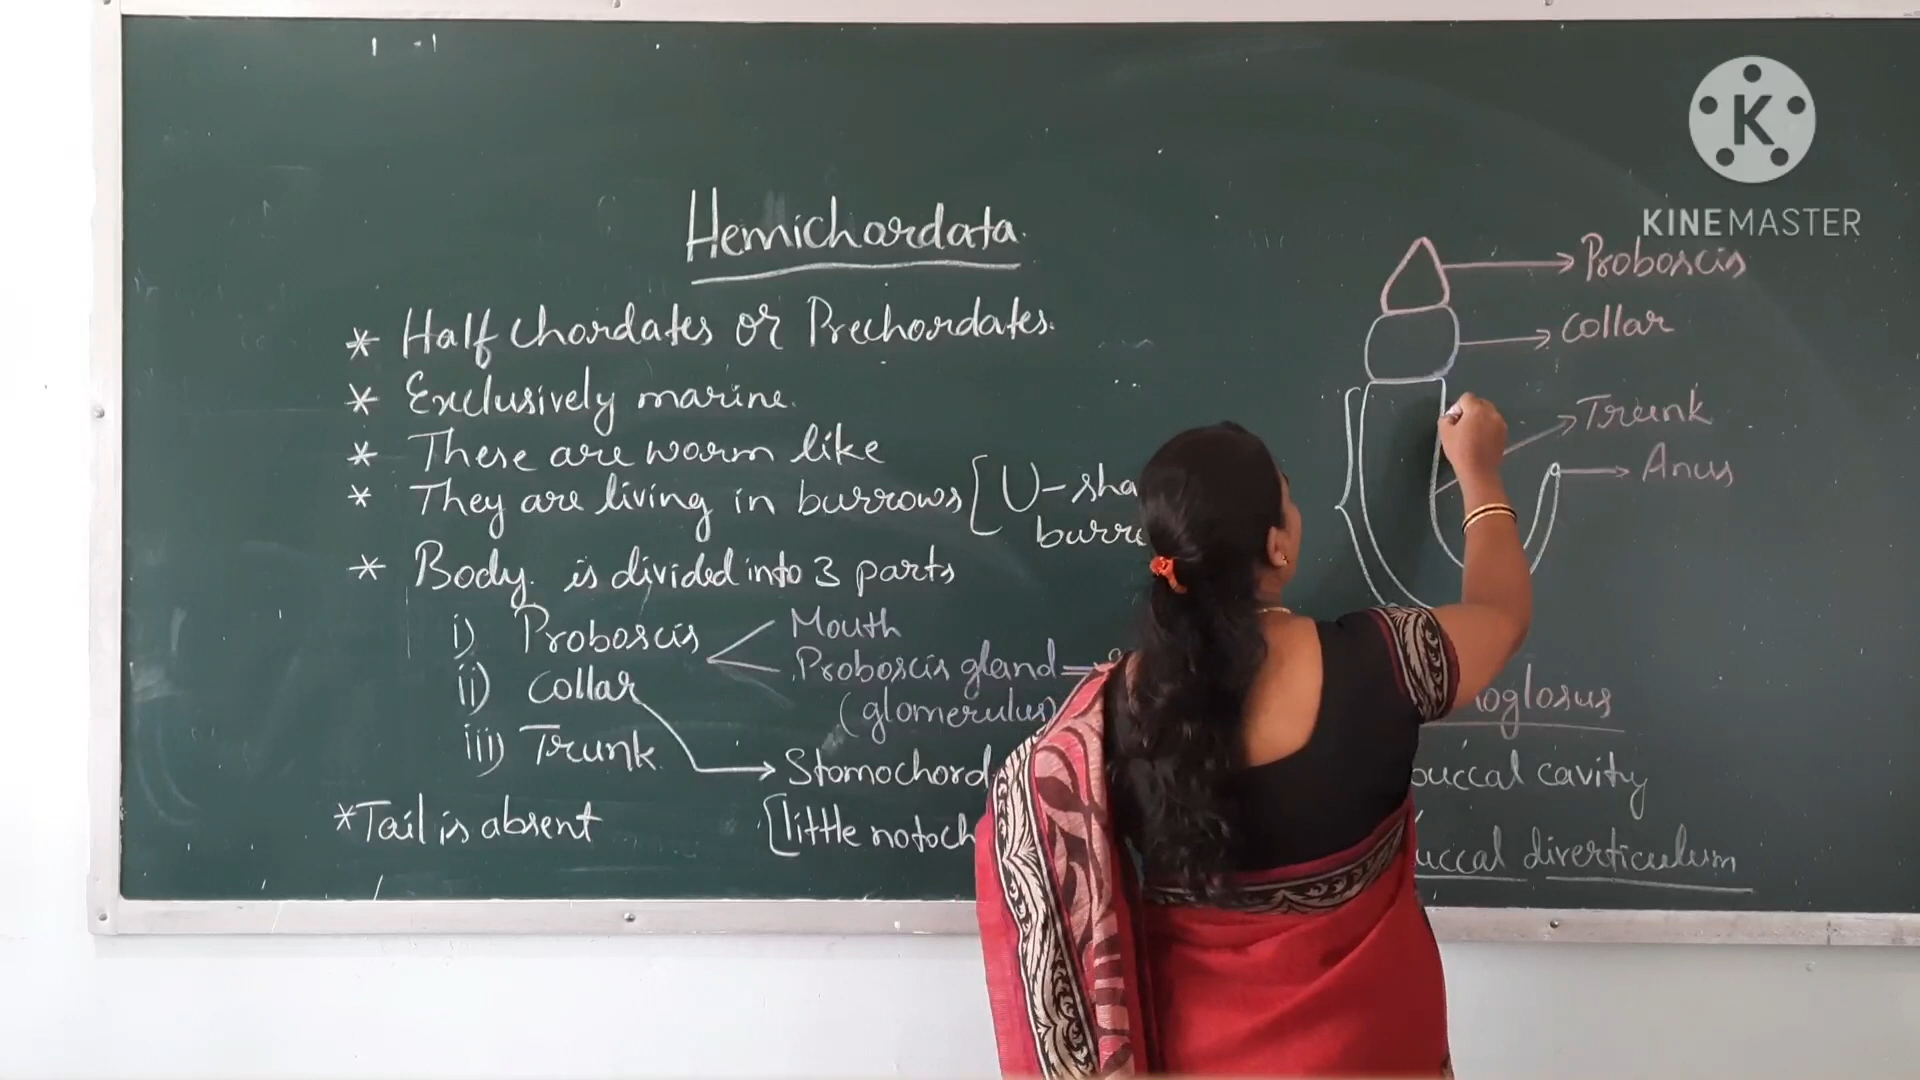 KINEMASTER
Hemichordata
* Half chordates or Prechordates.
* Exclusively marine.
* These are worm like
* They are living in burrows [U-sha
burr
* Body is divided into 3 parts
i) Proboscis
Mouth
Proboscis gland
(glomerulus)
ii) Collar
Stomochord
[little notoch
iii) Trunk
* Tail is absent
Proboscis
collar
Trunk
Anus
noglosus
buccal cavity
uccal diverticulum